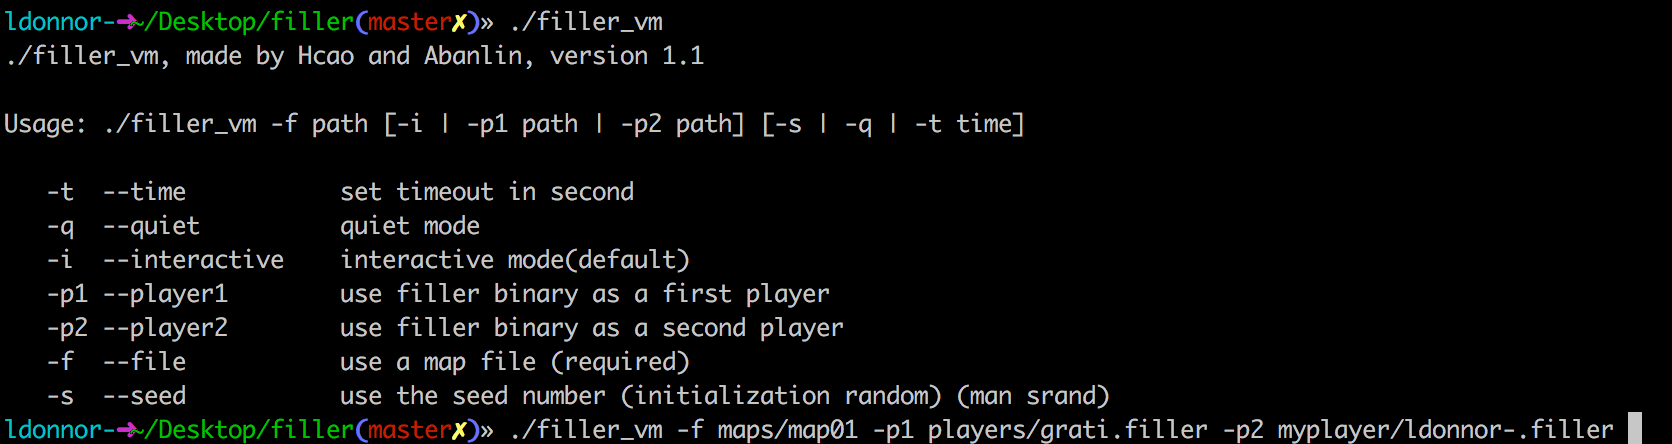 ldonnor-➜~/Desktop/filler(master✗)» ./filler_vm
./filler_vm, made by Hcao and Abanlin, version 1.1
Usage: ./filler_vm -f path [-i | -p1 path | -p2 path] [-s | -q | -t time]
-t  --time           set timeout in second
-q  --quiet          quiet mode
-i  --interactive    interactive mode(default)
-p1 --player1        use filler binary as a first player
-p2 --player2        use filler binary as a second player
-f  --file           use a map file (required)
-s  --seed           use the seed number (initialization random) (man srand)
ldonnor-➜~/Desktop/filler(master✗)» ./filler_vm -f maps/map01 -p1 players/grati.filler -p2 myplayer/ldonnor-.filler